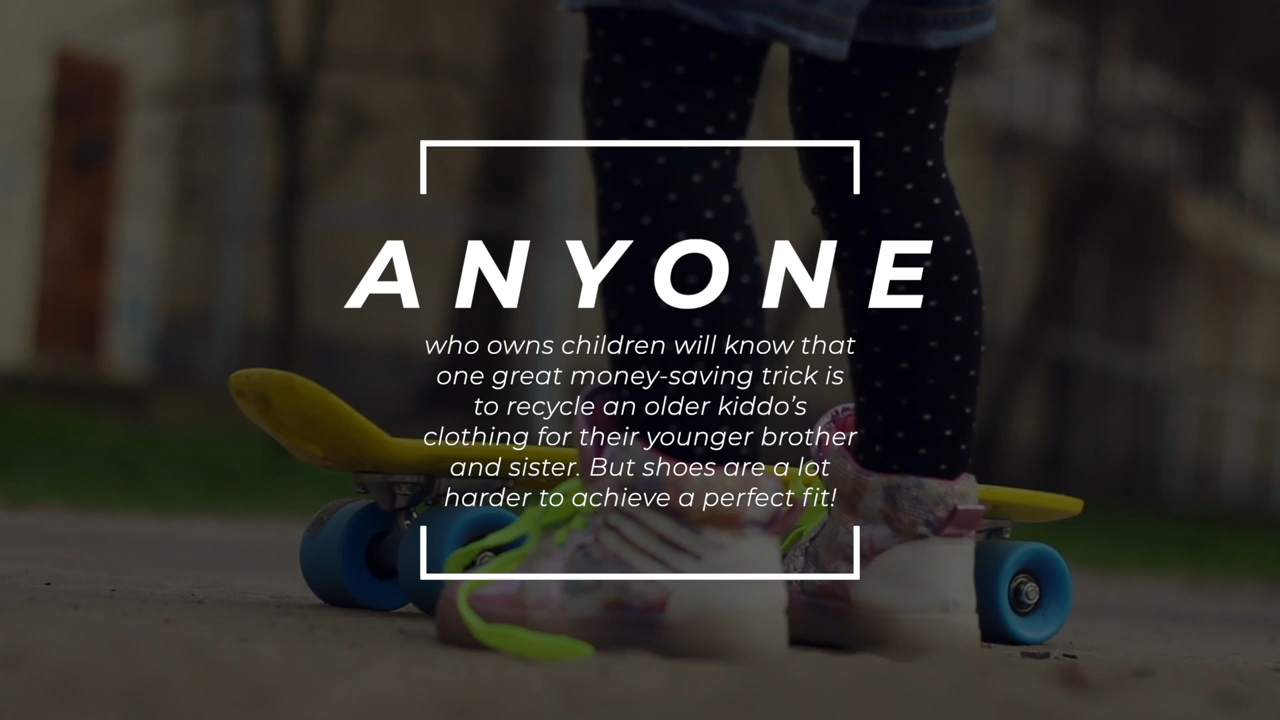 ANYONE
who owns children will know that
one great money-saving trick is
to recycle an older kiddo’s
clothing for their younger brother
and sister. But shoes are a lot
harder to achieve a perfect fit!